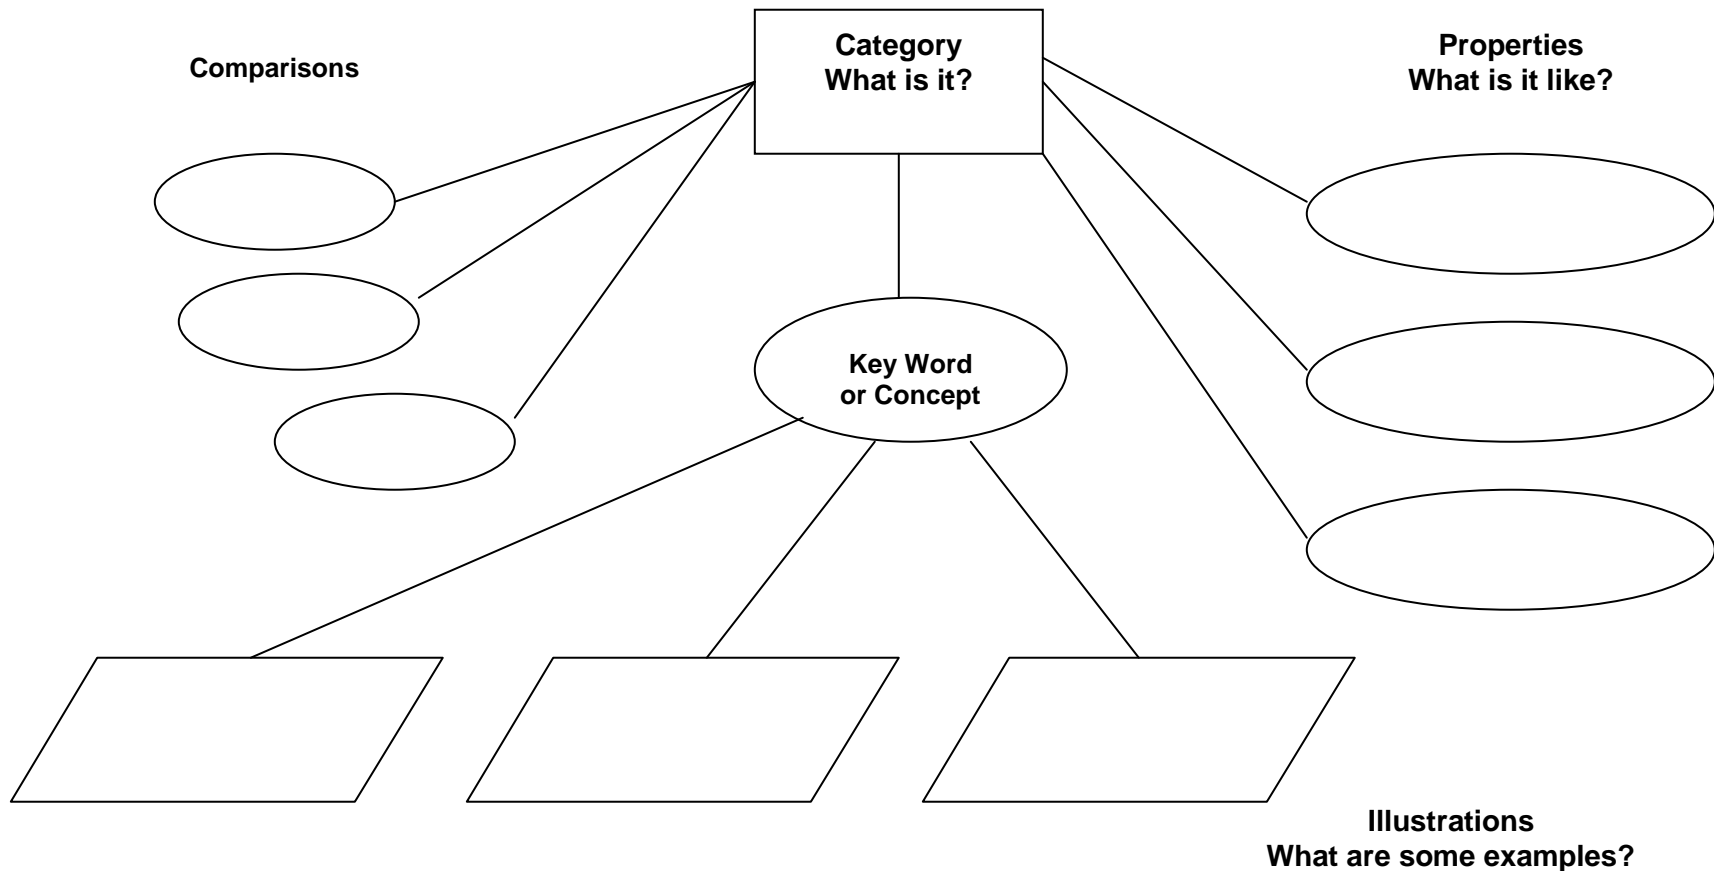 Comparisons
Category
What is it?
Properties
What is it like?
Key Word
or Concept
Illustrations
What are some examples?